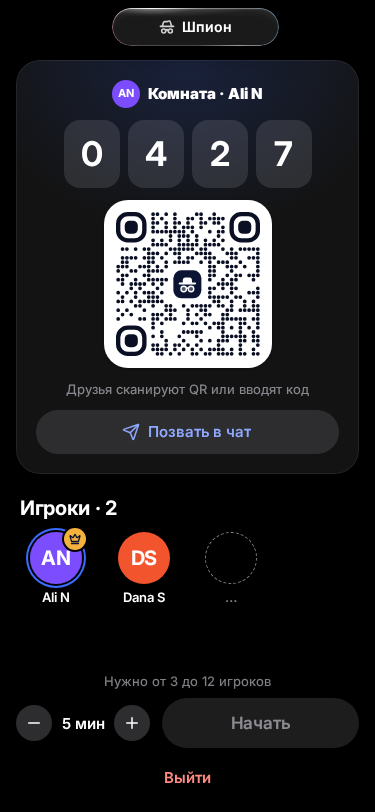 Шпион
AN Комната · Ali N
0 4 2 7
Друзья сканируют QR или вводят код
Позвать в чат
Игроки · 2
AN DS
Ali N Dana S ...
Нужно от 3 до 12 игроков
− 5 мин + Начать
Выйти